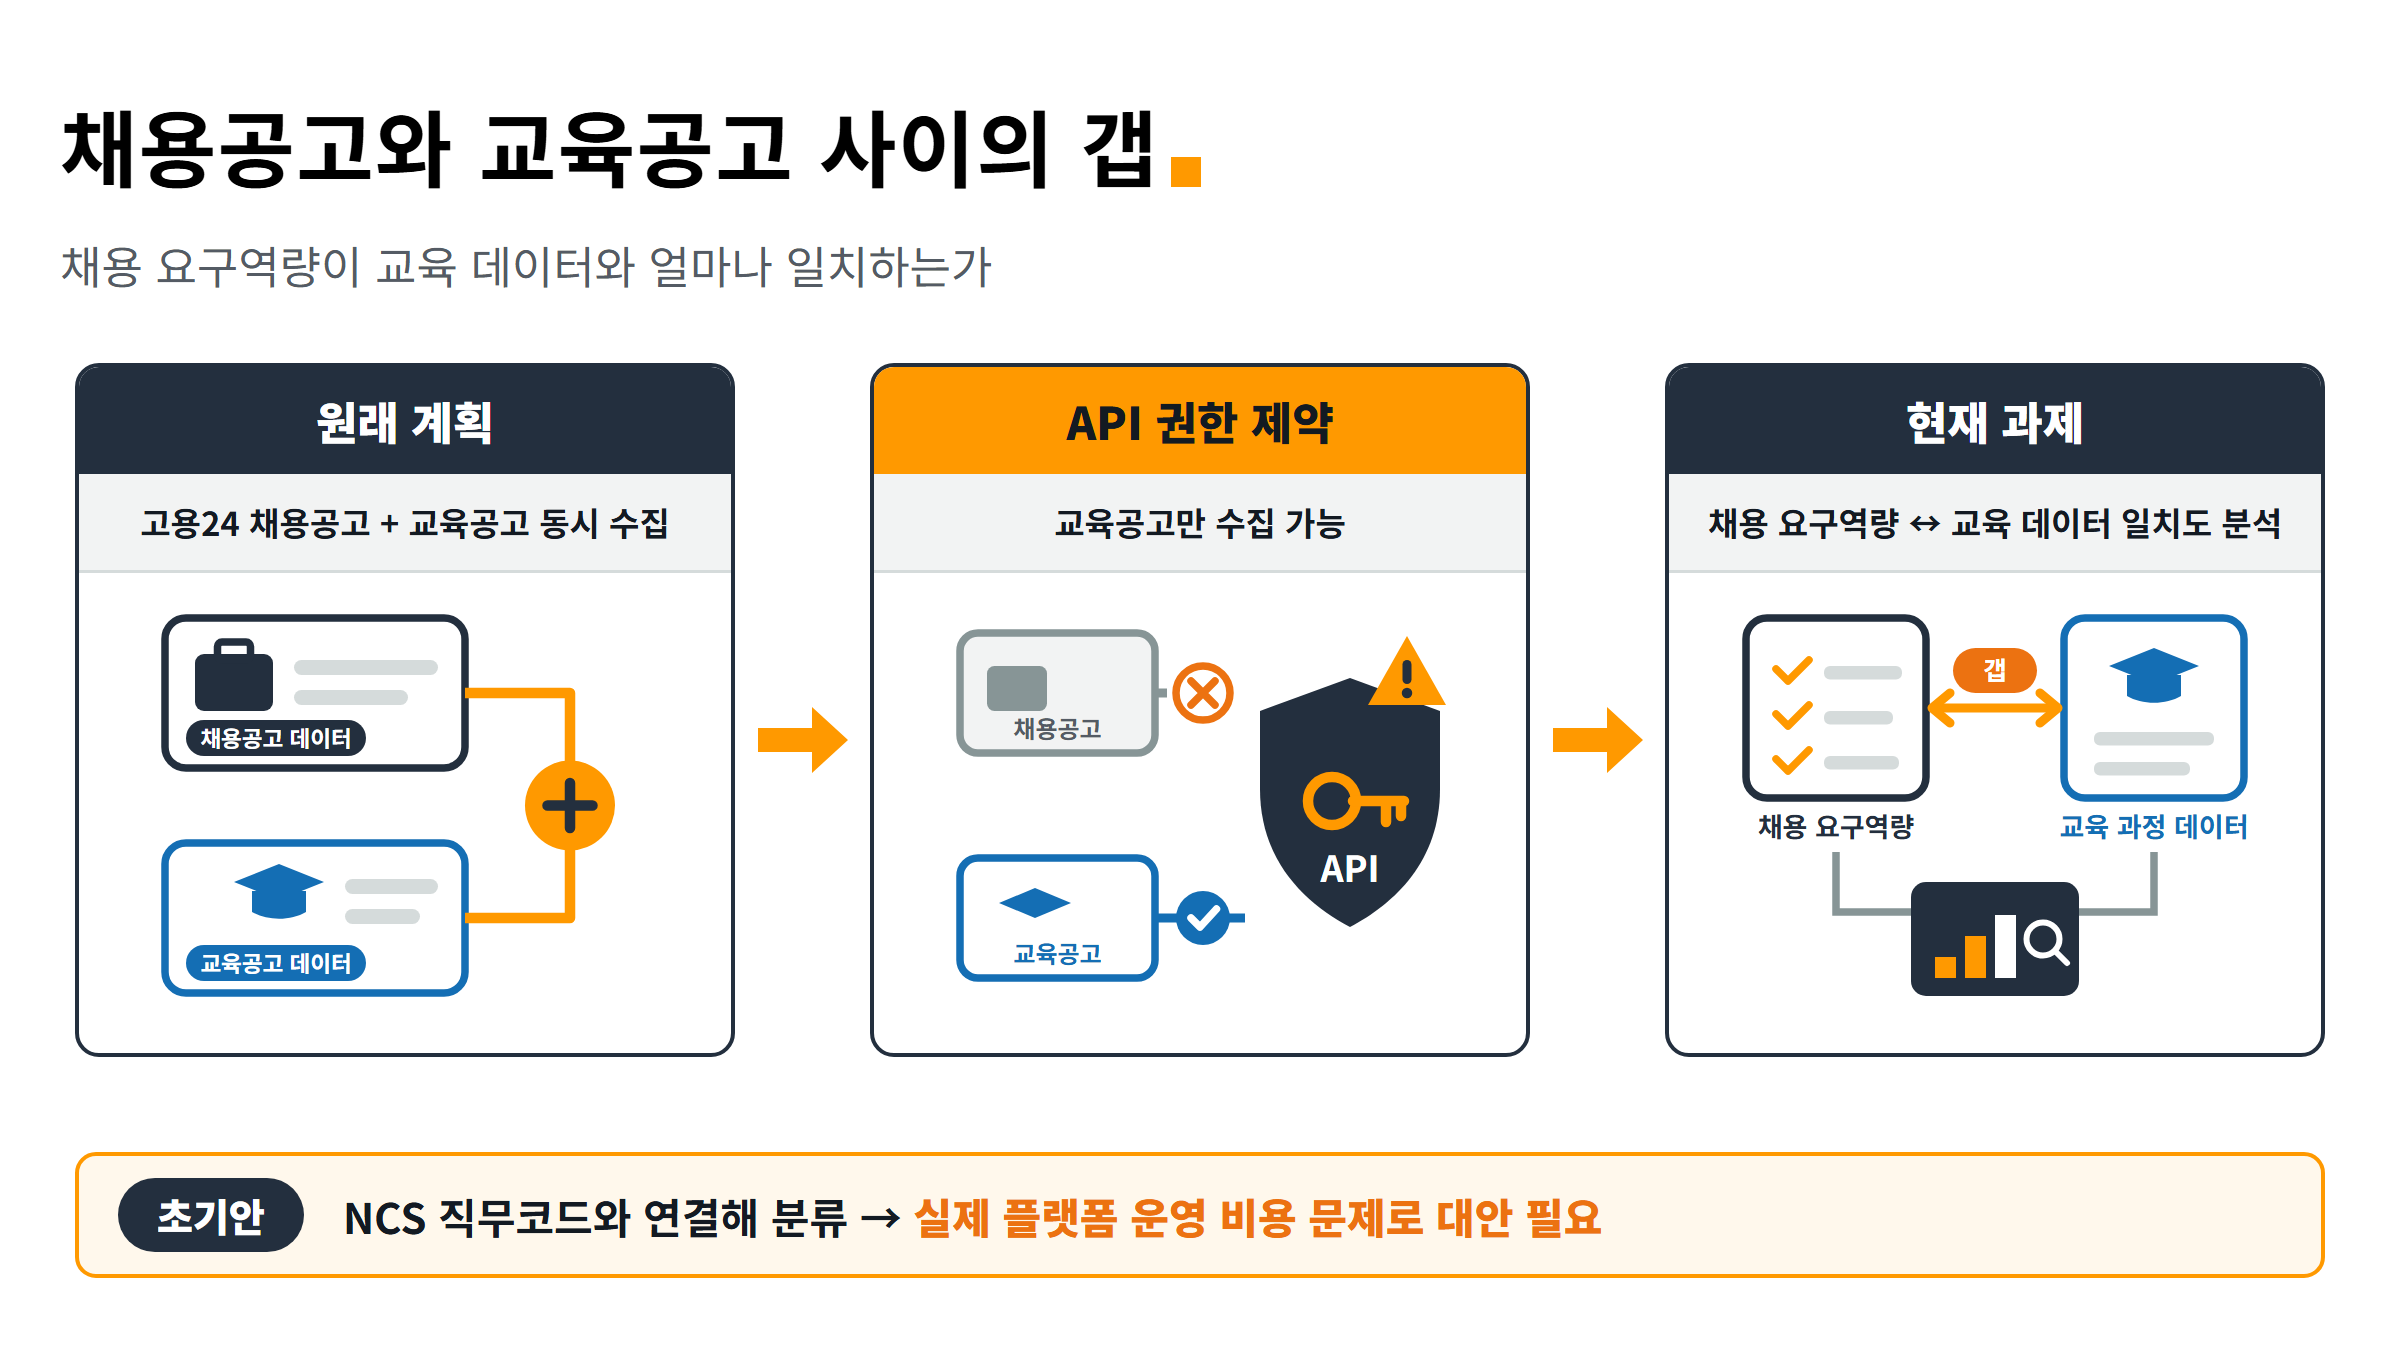 채용공고와 교육공고 사이의 갭
채용 요구역량이 교육 데이터와 얼마나 일치하는가
원래 계획
고용24 채용공고 + 교육공고 동시 수집
채용공고 데이터
교육공고 데이터
API 권한 제약
교육공고만 수집 가능
채용공고
API
교육공고
현재 과제
채용 요구역량 ↔ 교육 데이터 일치도 분석
갭
채용 요구역량
교육 과정 데이터
초기안
NCS 직무코드와 연결해 분류 → 실제 플랫폼 운영 비용 문제로 대안 필요